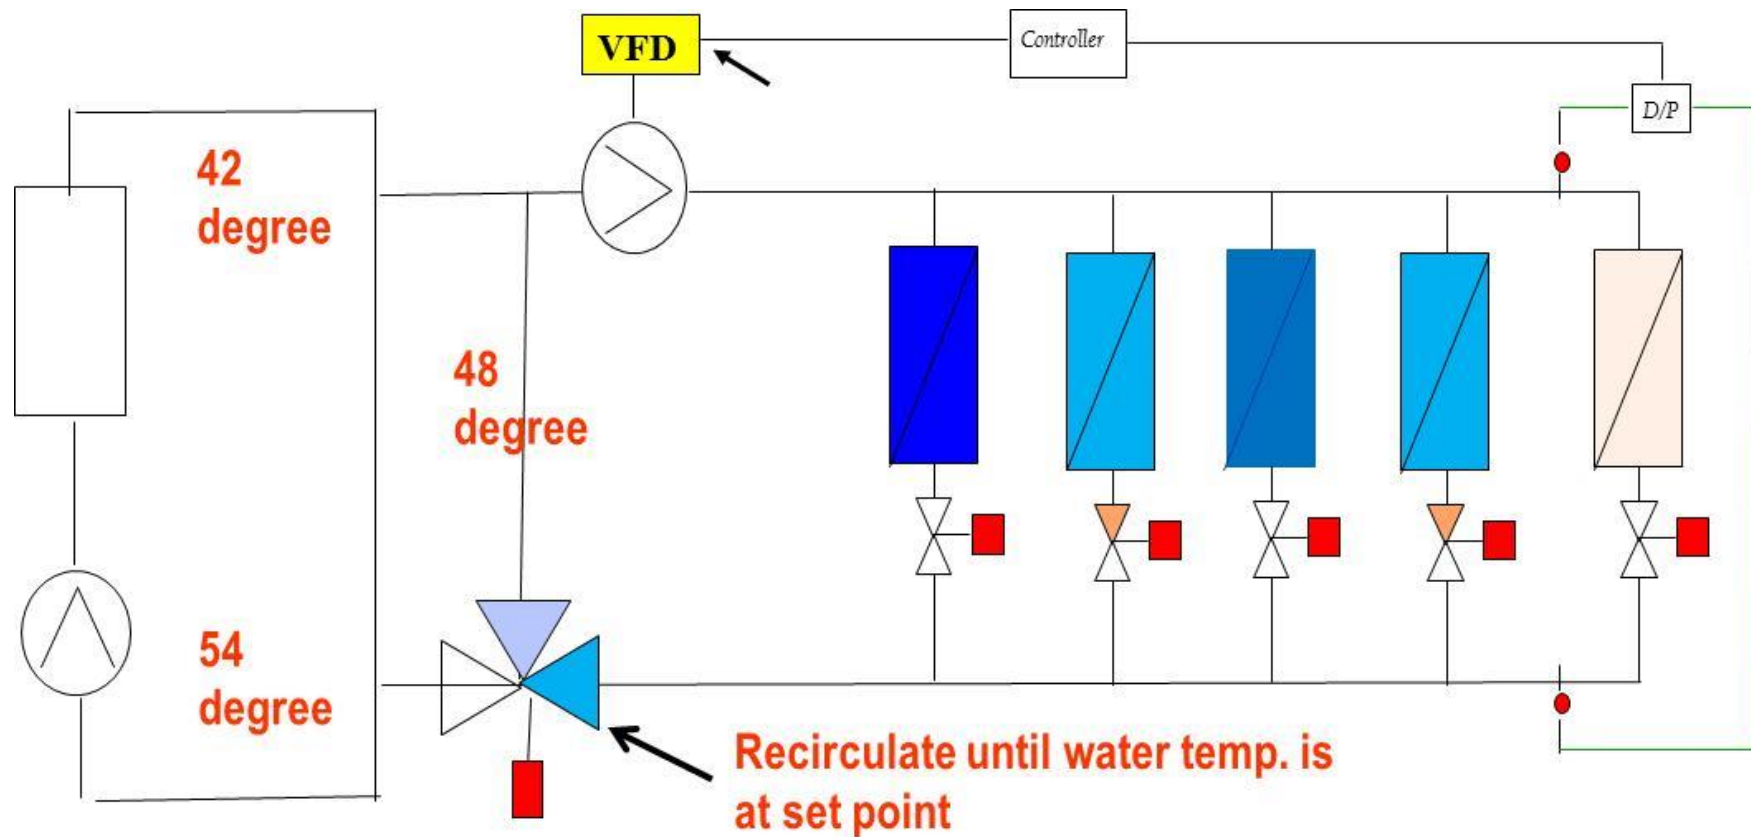 VFD
Controller
D/P
42
degree
48
degree
54
degree
Recirculate until water temp. is
at set point